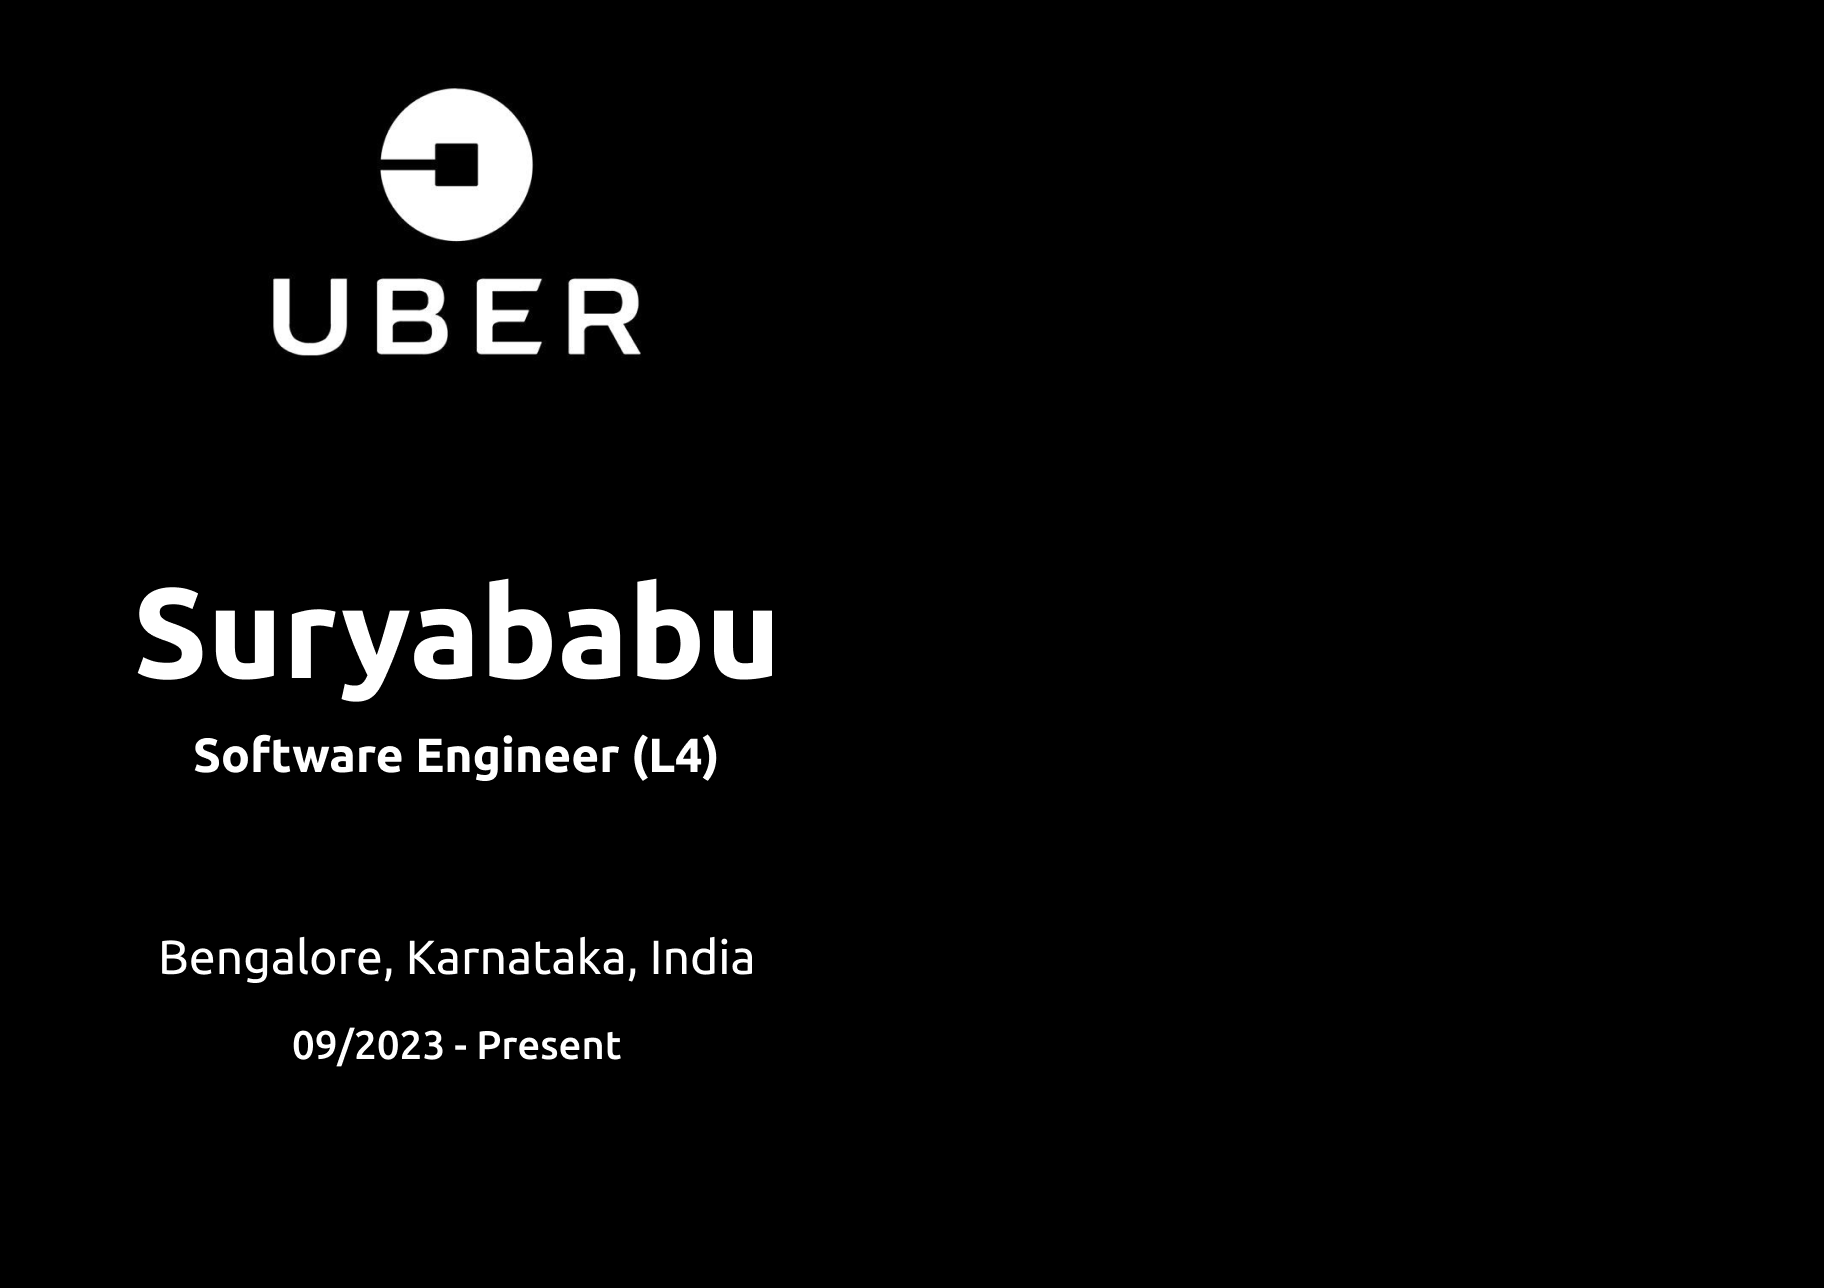 UBER
Suryababu
Software Engineer (L4)
Bengalore, Karnataka, India
09/2023 - Present